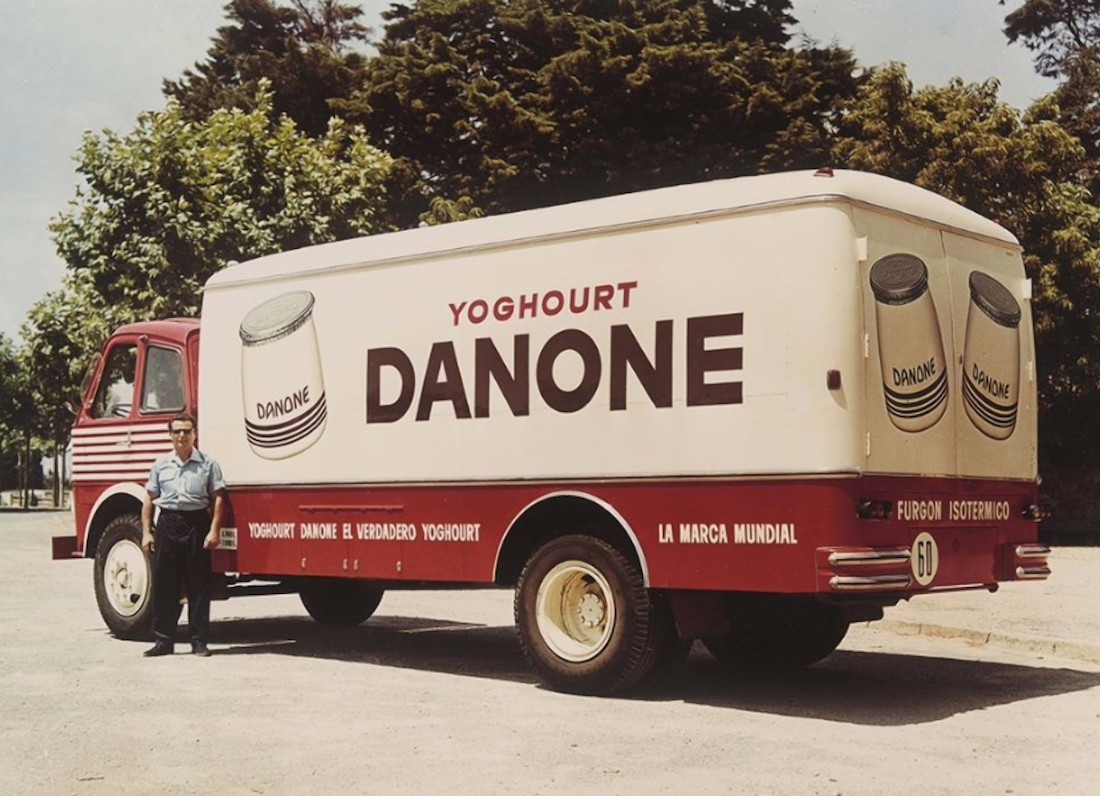 YOGHOURT
DANONE
DANONE
DANONE
DANONE
YOGHOURT DANONE EL VERDADERO YOGHOURT
LA MARCA MUNDIAL
FURGON ISOTERMICO
60